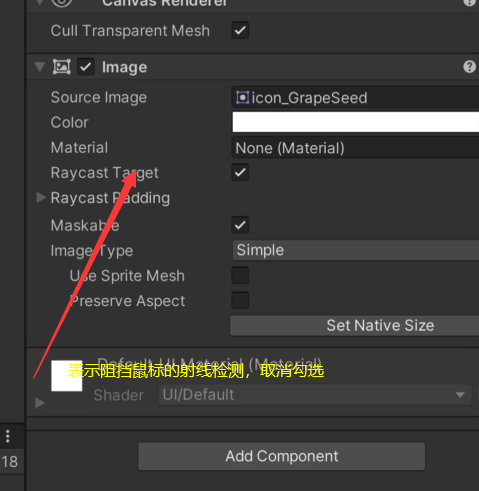 Canvas Renderer
Cull Transparent Mesh
Image
Source Image
icon_GrapeSeed
Color
Material
None (Material)
Raycast Target
Raycast Padding
Maskable
Image Type
Simple
Use Sprite Mesh
Preserve Aspect
Set Native Size
Default UI Material (Material)
表示阻挡鼠标的射线检测，取消勾选
Shader
UI/Default
18
Add Component